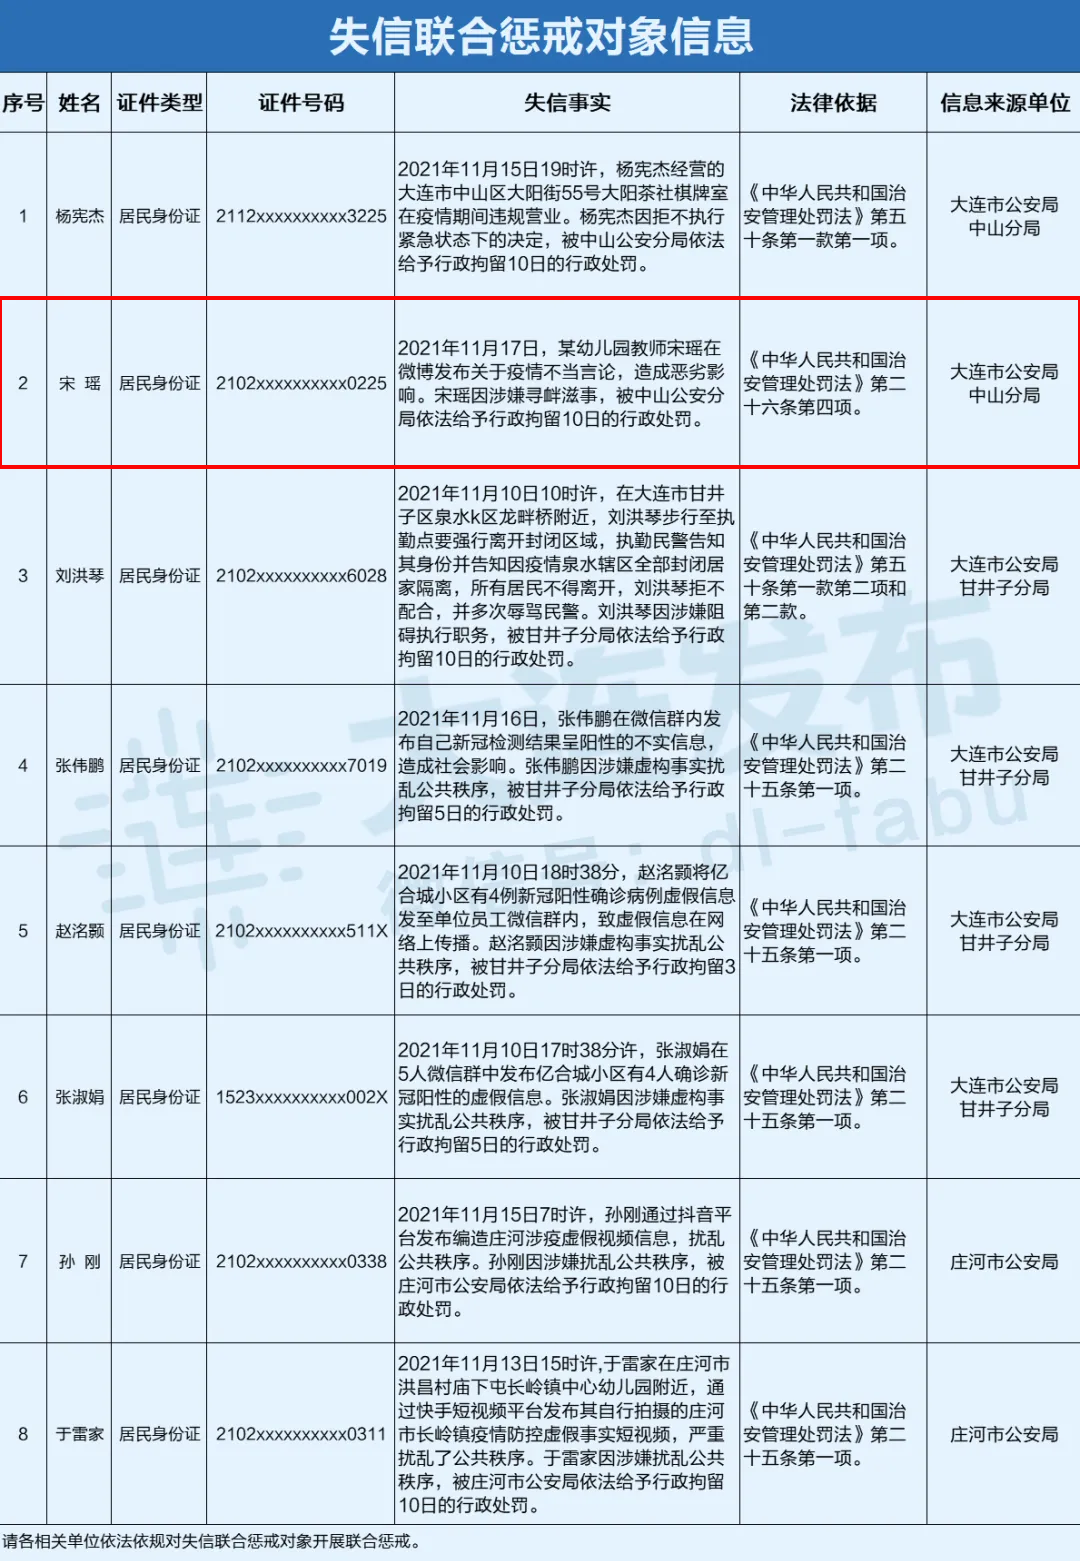 失信联合惩戒对象信息
序号 姓名 证件类型 证件号码 失信事实 法律依据 信息来源单位
1 杨宪杰 居民身份证 2112xxxxxxxxxx3225
2021年11月15日19时许，杨宪杰经营的
大连市中山区大阳街55号大阳茶社棋牌室
在疫情期间违规营业。杨宪杰因拒不执行
紧急状态下的决定，被中山公安分局依法
给予行政拘留10日的行政处罚。
《中华人民共和国治
安管理处罚法》第五
十条第一款第一项。
大连市公安局
中山分局
2 宋 瑶 居民身份证 2102xxxxxxxxxx0225
2021年11月17日，某幼儿园教师宋瑶在
微博发布关于疫情不当言论，造成恶劣影
响。宋瑶因涉嫌寻衅滋事，被中山公安分
局依法给予行政拘留10日的行政处罚。
《中华人民共和国治
安管理处罚法》第二
十六条第四项。
大连市公安局
中山分局
3 刘洪琴 居民身份证 2102xxxxxxxxxx6028
2021年11月10日10时许，在大连市甘井
子区泉水k区龙畔桥附近，刘洪琴步行至执
勤点要强行离开封闭区域，执勤民警告知
其身份并告知因疫情泉水辖区全部封闭居
家隔离，所有居民不得离开，刘洪琴拒不
配合，并多次辱骂民警。刘洪琴因涉嫌阻
碍执行职务，被甘井子分局依法给予行政
拘留10日的行政处罚。
《中华人民共和国治
安管理处罚法》第五
十条第一款第二项和
第二款。
大连市公安局
甘井子分局
4 张伟鹏 居民身份证 2102xxxxxxxxxx7019
2021年11月16日，张伟鹏在微信群内发
布自己新冠检测结果呈阳性的不实信息，
造成社会影响。张伟鹏因涉嫌虚构事实扰
乱公共秩序，被甘井子分局依法给予行政
拘留5日的行政处罚。
《中华人民共和国治
安管理处罚法》第二
十五条第一项。
大连市公安局
甘井子分局
5 赵洺颢 居民身份证 2102xxxxxxxxxx511X
2021年11月10日18时38分，赵洺颢将亿
合城小区有4例新冠阳性确诊病例虚假信息
发至单位员工微信群内，致虚假信息在网
络上传播。赵洺颢因涉嫌虚构事实扰乱公
共秩序，被甘井子分局依法给予行政拘留3
日的行政处罚。
《中华人民共和国治
安管理处罚法》第二
十五条第一项。
大连市公安局
甘井子分局
6 张淑娟 居民身份证 1523xxxxxxxxxx002X
2021年11月10日17时38分许，张淑娟在
5人微信群中发布亿合城小区有4人确诊新
冠阳性的虚假信息。张淑娟因涉嫌虚构事
实扰乱公共秩序，被甘井子分局依法给予
行政拘留5日的行政处罚。
《中华人民共和国治
安管理处罚法》第二
十五条第一项。
大连市公安局
甘井子分局
7 孙 刚 居民身份证 2102xxxxxxxxxx0338
2021年11月15日7时许，孙刚通过抖音平
台发布编造庄河涉疫虚假视频信息，扰乱
公共秩序。孙刚因涉嫌扰乱公共秩序，被
庄河市公安局依法给予行政拘留10日的行
政处罚。
《中华人民共和国治
安管理处罚法》第二
十五条第一项。
庄河市公安局
8 于雷家 居民身份证 2102xxxxxxxxxx0311
2021年11月13日15时许,于雷家在庄河市
洪昌村庙下屯长岭镇中心幼儿园附近，通
过快手短视频平台发布其自行拍摄的庄河
市长岭镇疫情防控虚假事实短视频，严重
扰乱了公共秩序。于雷家因涉嫌扰乱公共
秩序，被庄河市公安局依法给予行政拘留
10日的行政处罚。
《中华人民共和国治
安管理处罚法》第二
十五条第一项。
庄河市公安局
请各相关单位依法依规对失信联合惩戒对象开展联合惩戒。
大连发布
微信号：dl-fabu